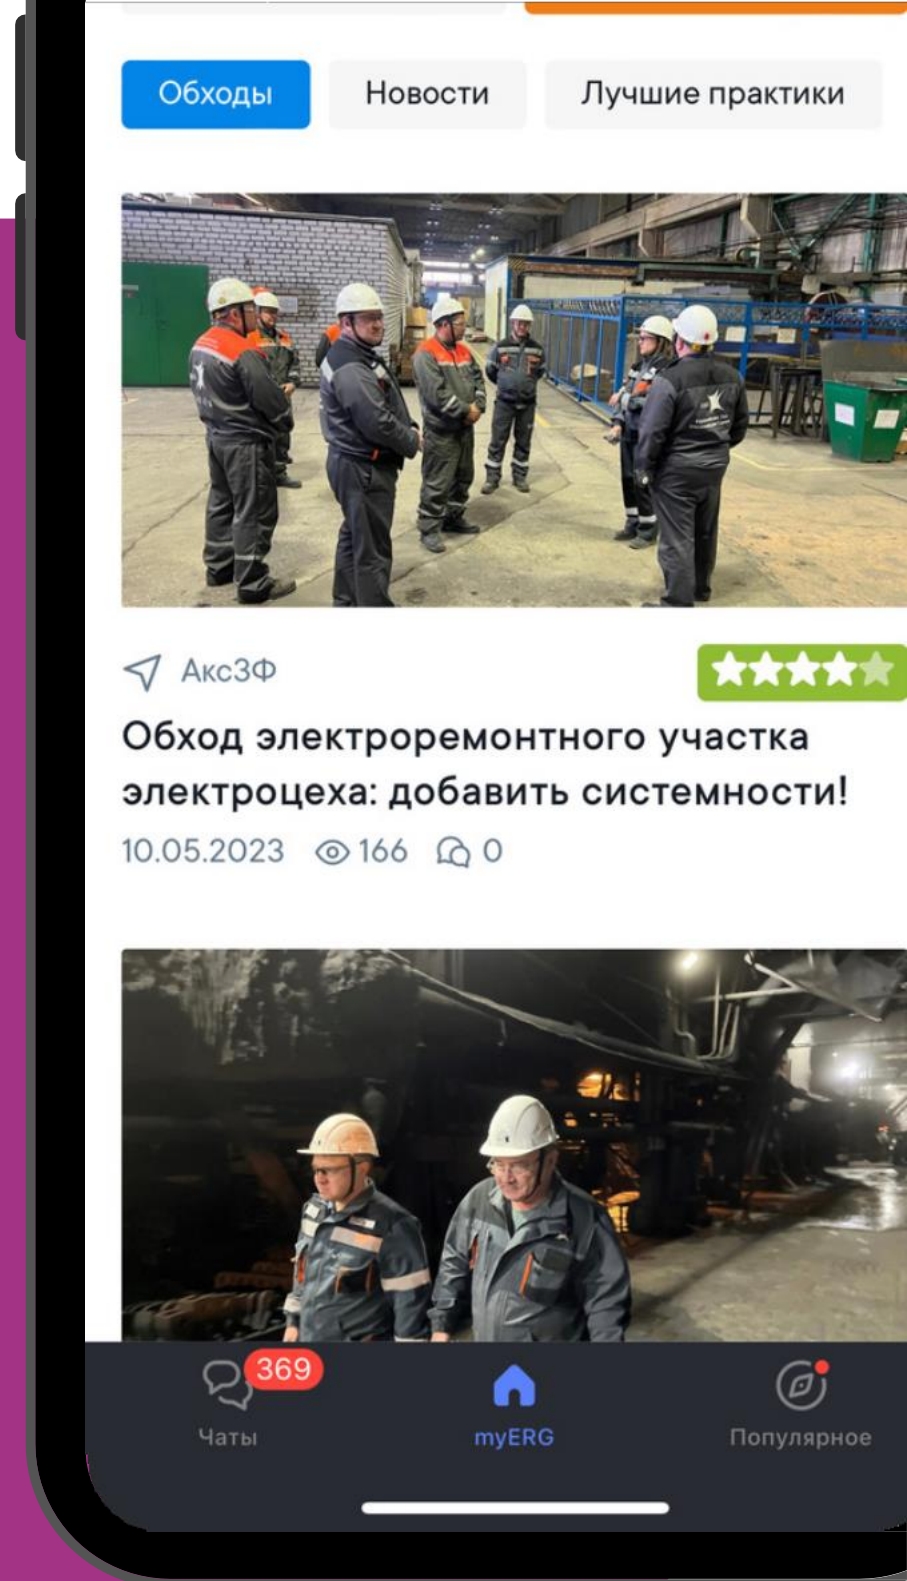 Обходы
Новости
Лучшие практики
АксЗФ
Обход электроремонтного участка
электроцеха: добавить системности!
10.05.2023 166 0
369
Чаты
myERG
Популярное